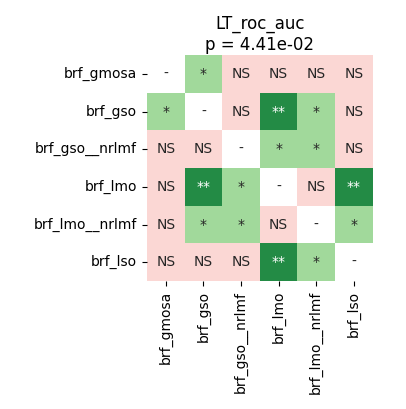 LT_roc_auc
p = 4.41e-02
brf_gmosa - * NS NS NS NS
brf_gso * - NS ** * NS
brf_gso__nrlmf NS NS - * * NS
brf_lmo NS ** * - NS **
brf_lmo__nrlmf NS * * NS - *
brf_lso NS NS NS ** * -
brf_gmosa
brf_gso
brf_gso__nrlmf
brf_lmo
brf_lmo__nrlmf
brf_lso